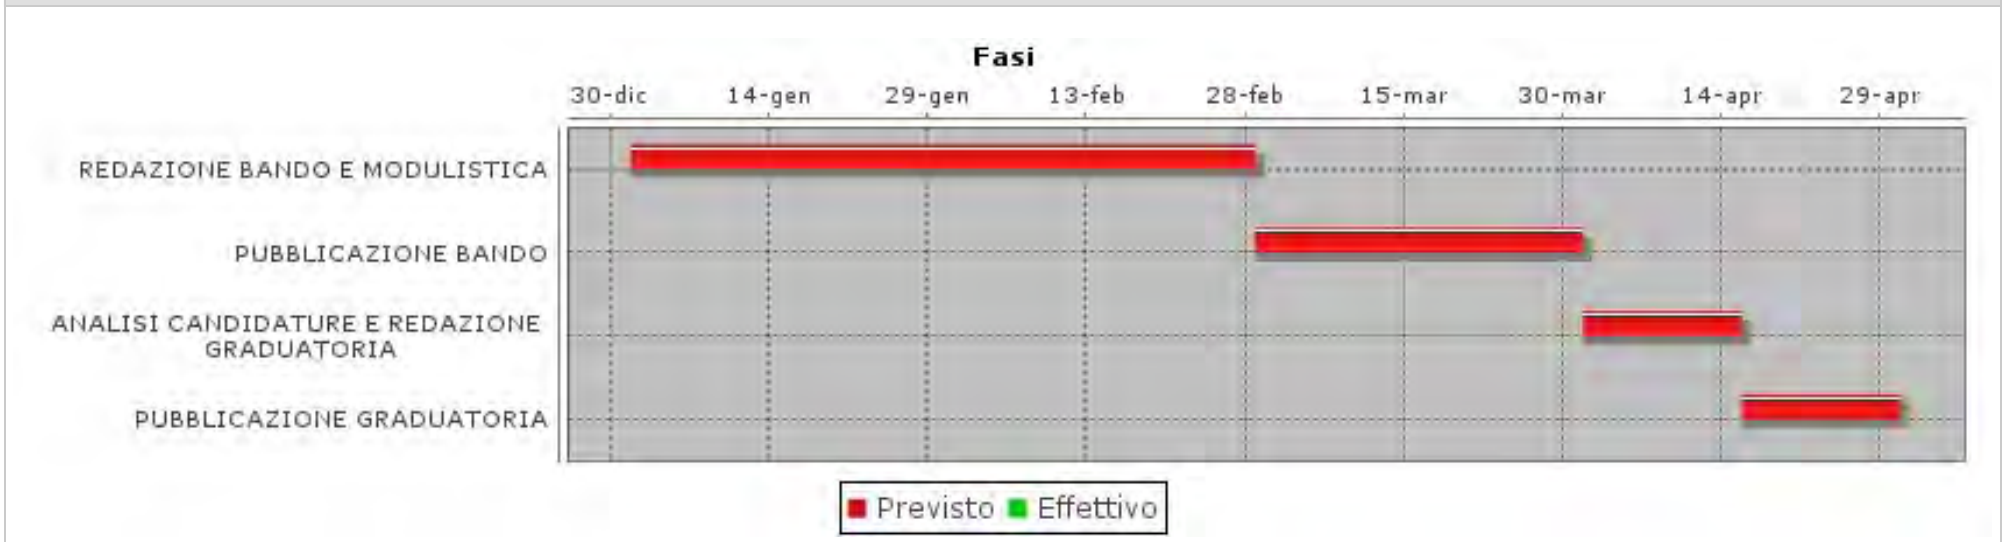 Fasi
30-dic 14-gen 29-gen 13-feb 28-feb 15-mar 30-mar 14-apr 29-apr
REDAZIONE BANDO E MODULISTICA
PUBBLICAZIONE BANDO
ANALISI CANDIDATURE E REDAZIONE
GRADUATORIA
PUBBLICAZIONE GRADUATORIA
Previsto Effettivo